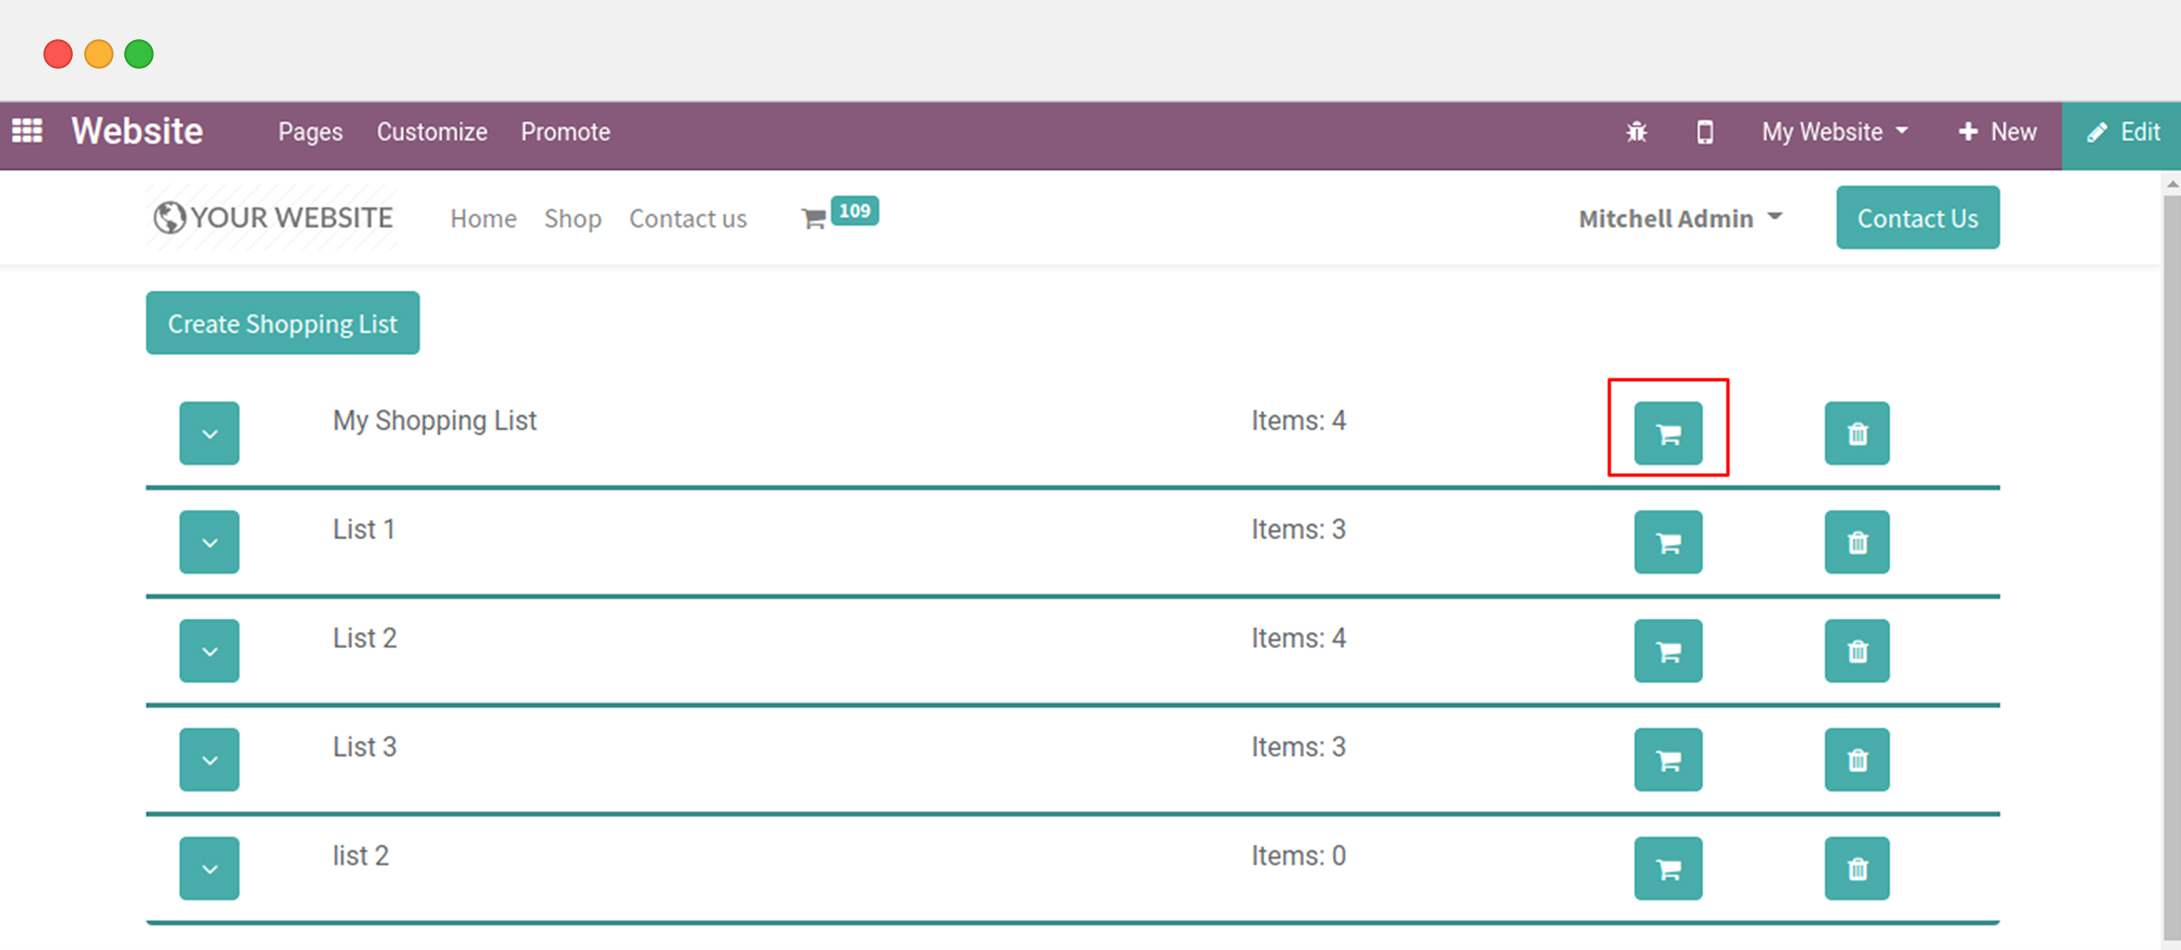 Website Pages Customize Promote My Website New Edit
YOUR WEBSITE Home Shop Contact us 109 Mitchell Admin Contact Us
Create Shopping List
My Shopping List Items: 4
List 1 Items: 3
List 2 Items: 4
List 3 Items: 3
list 2 Items: 0